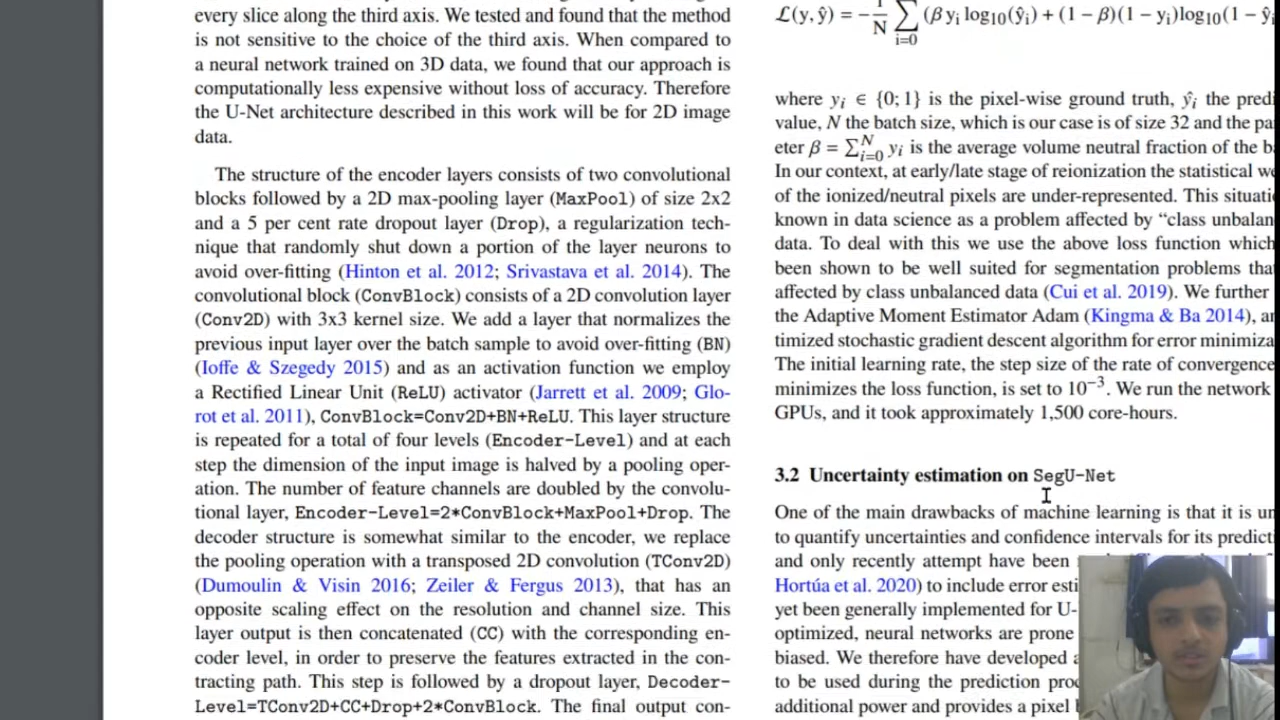 every slice along the third axis. We tested and found that the method
is not sensitive to the choice of the third axis. When compared to
a neural network trained on 3D data, we found that our approach is
computationally less expensive without loss of accuracy. Therefore
the U-Net architecture described in this work will be for 2D image
data.
The structure of the encoder layers consists of two convolutional
blocks followed by a 2D max-pooling layer (MaxPool) of size 2x2
and a 5 per cent rate dropout layer (Drop), a regularization tech-
nique that randomly shut down a portion of the layer neurons to
avoid over-fitting (Hinton et al. 2012; Srivastava et al. 2014). The
convolutional block (ConvBlock) consists of a 2D convolution layer
(Conv2D) with 3x3 kernel size. We add a layer that normalizes the
previous input layer over the batch sample to avoid over-fitting (BN)
(Ioffe & Szegedy 2015) and as an activation function we employ
a Rectified Linear Unit (ReLU) activator (Jarrett et al. 2009; Glo-
rot et al. 2011), ConvBlock=Conv2D+BN+ReLU. This layer structure
is repeated for a total of four levels (Encoder-Level) and at each
step the dimension of the input image is halved by a pooling oper-
ation. The number of feature channels are doubled by the convolu-
tional layer, Encoder-Level=2*ConvBlock+MaxPool+Drop. The
decoder structure is somewhat similar to the encoder, we replace
the pooling operation with a transposed 2D convolution (TConv2D)
(Dumoulin & Visin 2016; Zeiler & Fergus 2013), that has an
opposite scaling effect on the resolution and channel size. This
layer output is then concatenated (CC) with the corresponding en-
coder level, in order to preserve the features extracted in the con-
tracting path. This step is followed by a dropout layer, Decoder-
Level=TConv2D+CC+Drop+2*ConvBlock. The final output con-
L(y, ŷ) = −1/N ∑i=0 (β yᵢ log₁₀(ŷᵢ) + (1 − β)(1 − yᵢ)log₁₀(1 − ŷᵢ
where yᵢ ∈ {0; 1} is the pixel-wise ground truth, ŷᵢ the predi
value, N the batch size, which is our case is of size 32 and the pa
eter β = ∑ᴺᵢ₌₀ yᵢ is the average volume neutral fraction of the b
In our context, at early/late stage of reionization the statistical w
of the ionized/neutral pixels are under-represented. This situati
known in data science as a problem affected by “class unbalan
data. To deal with this we use the above loss function which
been shown to be well suited for segmentation problems tha
affected by class unbalanced data (Cui et al. 2019). We further
the Adaptive Moment Estimator Adam (Kingma & Ba 2014), an
timized stochastic gradient descent algorithm for error minimiza
The initial learning rate, the step size of the rate of convergence
minimizes the loss function, is set to 10⁻³. We run the network
GPUs, and it took approximately 1,500 core-hours.
3.2 Uncertainty estimation on SegU-Net
One of the main drawbacks of machine learning is that it is un
to quantify uncertainties and confidence intervals for its predict
and only recently attempt have been
Hortúa et al. 2020) to include error esti
yet been generally implemented for U-
optimized, neural networks are prone
biased. We therefore have developed a
to be used during the prediction pro
additional power and provides a pixel